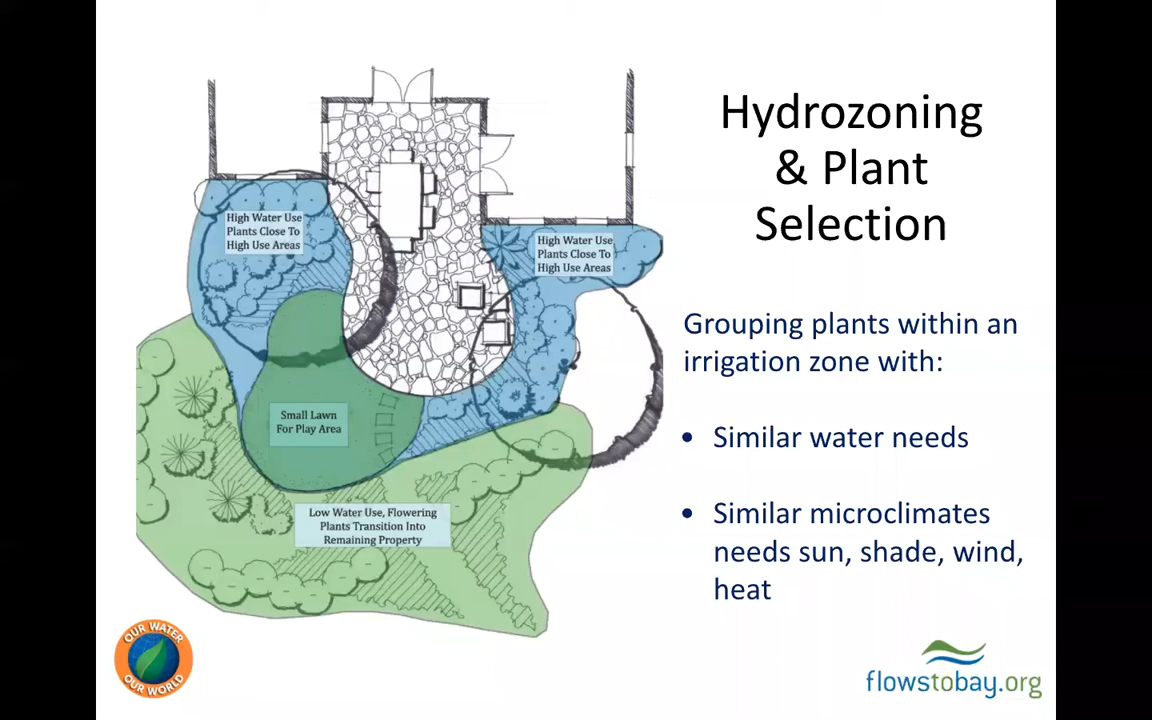 Hydrozoning
& Plant
Selection
High Water Use
Plants Close To
High Use Areas
High Water Use
Plants Close To
High Use Areas
Grouping plants within an
irrigation zone with:
• Similar water needs
• Similar microclimates
needs sun, shade, wind,
heat
Small Lawn
For Play Area
Low Water Use, Flowering
Plants Transition Into
Remaining Property
OUR WATER
OUR WORLD
flowstobay.org